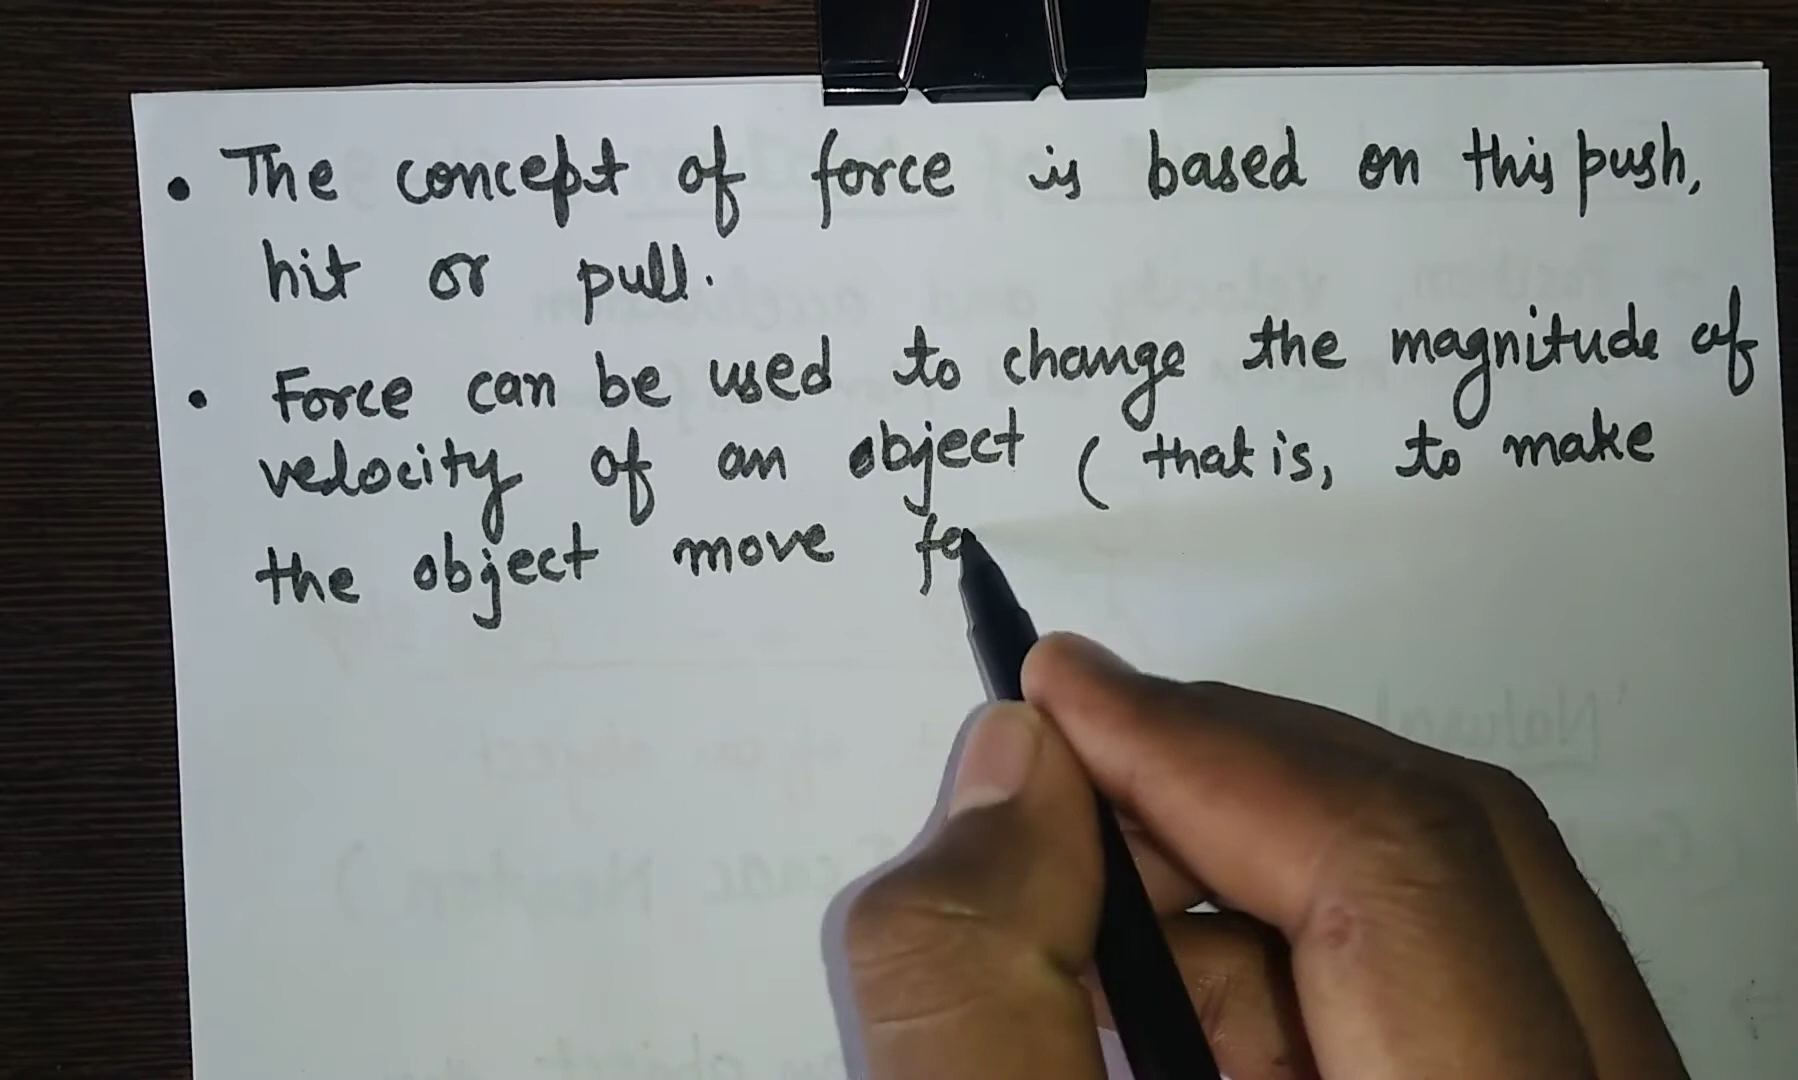 • The concept of force is based on this push,
hit or pull.
• Force can be used to change the magnitude of
velocity of an object ( that is, to make
the object move fa